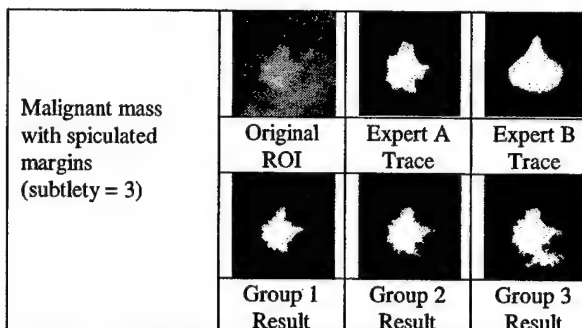 Malignant mass
with spiculated
margins
(subtlety = 3)
Original
ROI
Expert A
Trace
Expert B
Trace
Group 1
Result
Group 2
Result
Group 3
Result